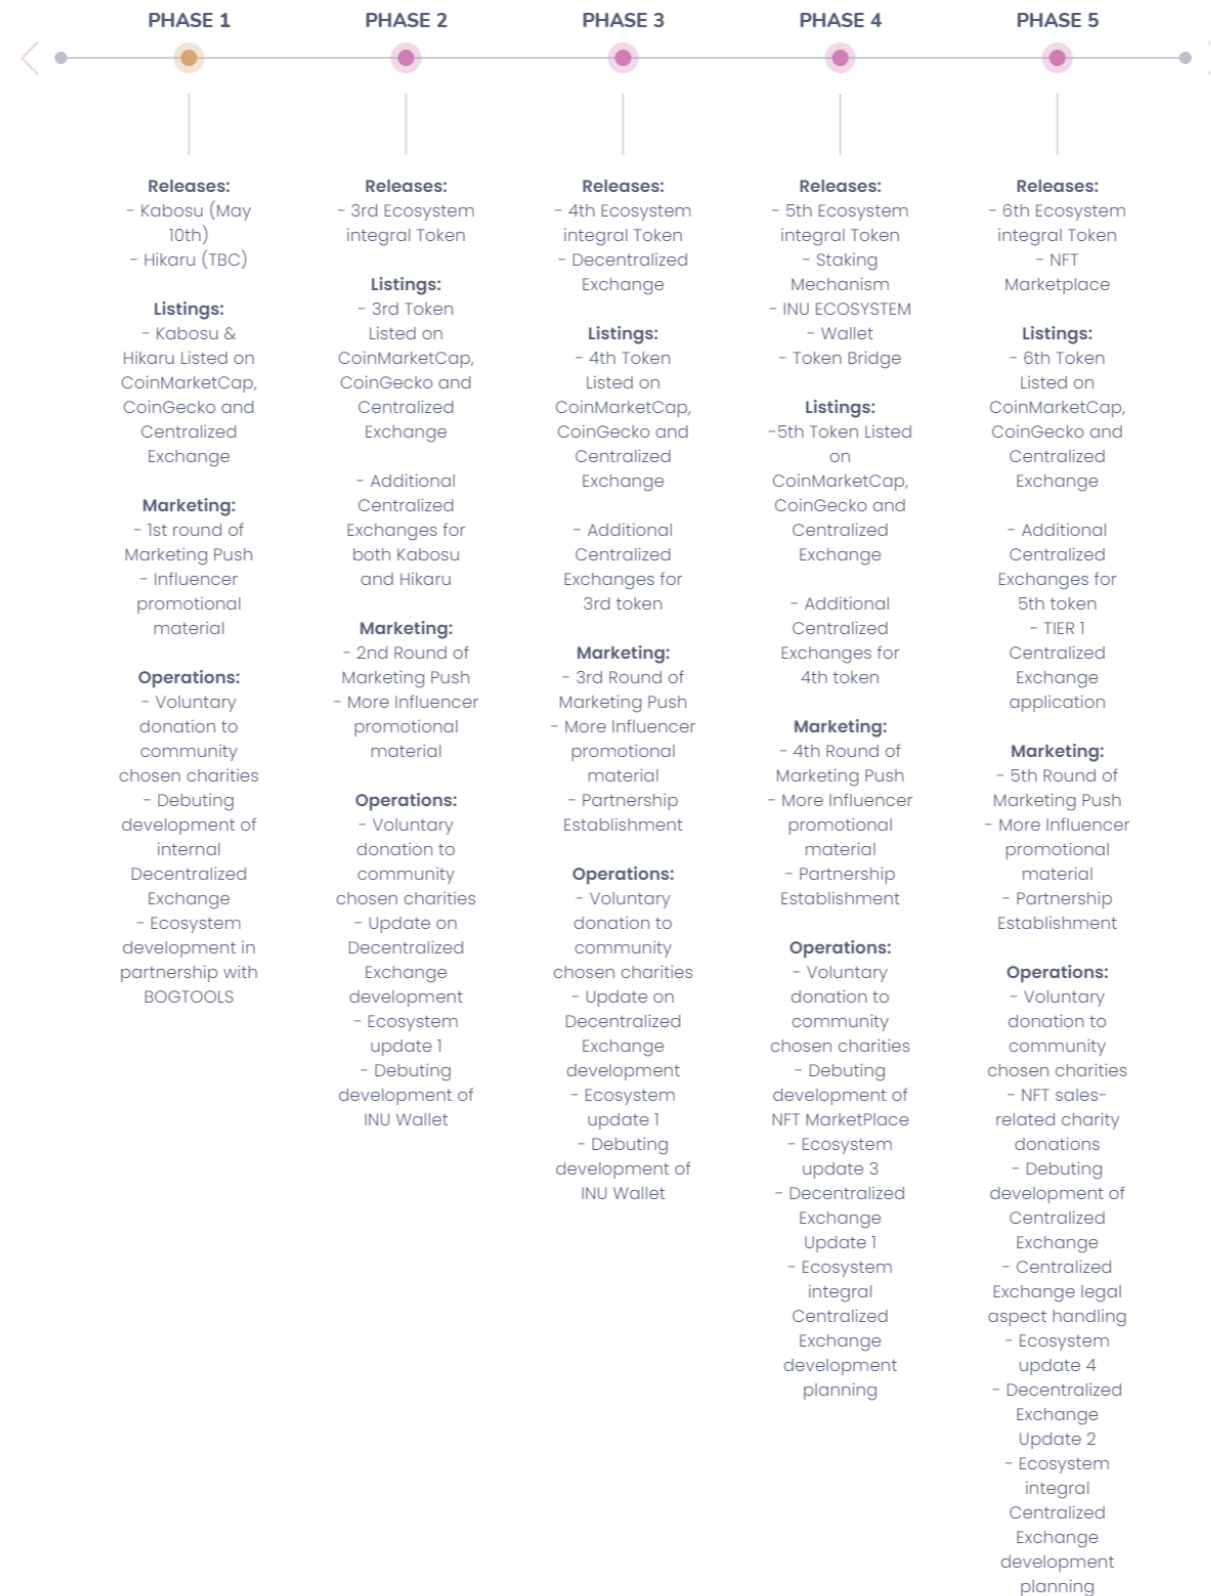 PHASE 1
Releases:
- Kabosu (May
10th)
- Hikaru (TBC)
Listings:
- Kabosu &
Hikaru Listed on
CoinMarketCap,
CoinGecko and
Centralized
Exchange
Marketing:
- 1st round of
Marketing Push
- Influencer
promotional
material
Operations:
- Voluntary
donation to
community
chosen charities
- Debuting
development of
internal
Decentralized
Exchange
- Ecosystem
development in
partnership with
BOGTOOLS
PHASE 2
Releases:
- 3rd Ecosystem
integral Token
Listings:
- 3rd Token
Listed on
CoinMarketCap,
CoinGecko and
Centralized
Exchange
- Additional
Centralized
Exchanges for
both Kabosu
and Hikaru
Marketing:
- 2nd Round of
Marketing Push
- More Influencer
promotional
material
Operations:
- Voluntary
donation to
community
chosen charities
- Update on
Decentralized
Exchange
development
- Ecosystem
update 1
- Debuting
development of
INU Wallet
PHASE 3
Releases:
- 4th Ecosystem
integral Token
- Decentralized
Exchange
Listings:
- 4th Token
Listed on
CoinMarketCap,
CoinGecko and
Centralized
Exchange
- Additional
Centralized
Exchanges for
3rd token
Marketing:
- 3rd Round of
Marketing Push
- More Influencer
promotional
material
- Partnership
Establishment
Operations:
- Voluntary
donation to
community
chosen charities
- Update on
Decentralized
Exchange
development
- Ecosystem
update 1
- Debuting
development of
INU Wallet
PHASE 4
Releases:
- 5th Ecosystem
integral Token
- Staking
Mechanism
- INU ECOSYSTEM
- Wallet
- Token Bridge
Listings:
-5th Token Listed
on
CoinMarketCap,
CoinGecko and
Centralized
Exchange
- Additional
Centralized
Exchanges for
4th token
Marketing:
- 4th Round of
Marketing Push
- More Influencer
promotional
material
- Partnership
Establishment
Operations:
- Voluntary
donation to
community
chosen charities
- Debuting
development of
NFT MarketPlace
- Ecosystem
update 3
- Decentralized
Exchange
Update 1
- Ecosystem
integral
Centralized
Exchange
development
planning
PHASE 5
Releases:
- 6th Ecosystem
integral Token
- NFT
Marketplace
Listings:
- 6th Token
Listed on
CoinMarketCap,
CoinGecko and
Centralized
Exchange
- Additional
Centralized
Exchanges for
5th token
- TIER 1
Centralized
Exchange
application
Marketing:
- 5th Round of
Marketing Push
- More Influencer
promotional
material
- Partnership
Establishment
Operations:
- Voluntary
donation to
community
chosen charities
- NFT sales-
related charity
donations
- Debuting
development of
Centralized
Exchange
- Centralized
Exchange legal
aspect handling
- Ecosystem
update 4
- Decentralized
Exchange
Update 2
- Ecosystem
integral
Centralized
Exchange
development
planning